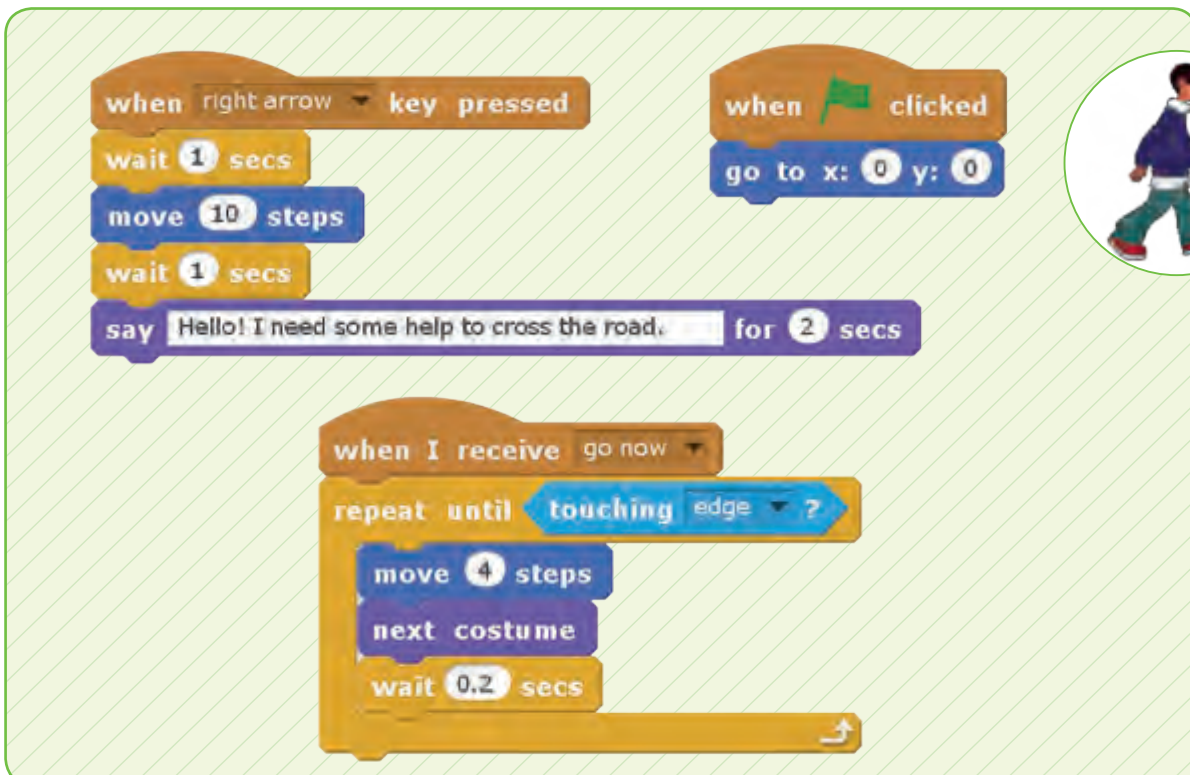 when right arrow key pressed
wait 1 secs
move 10 steps
wait 1 secs
say Hello! I need some help to cross the road. for 2 secs
when clicked
go to x: 0 y: 0
when I receive go now
repeat until touching edge ?
move 4 steps
next costume
wait 0.2 secs